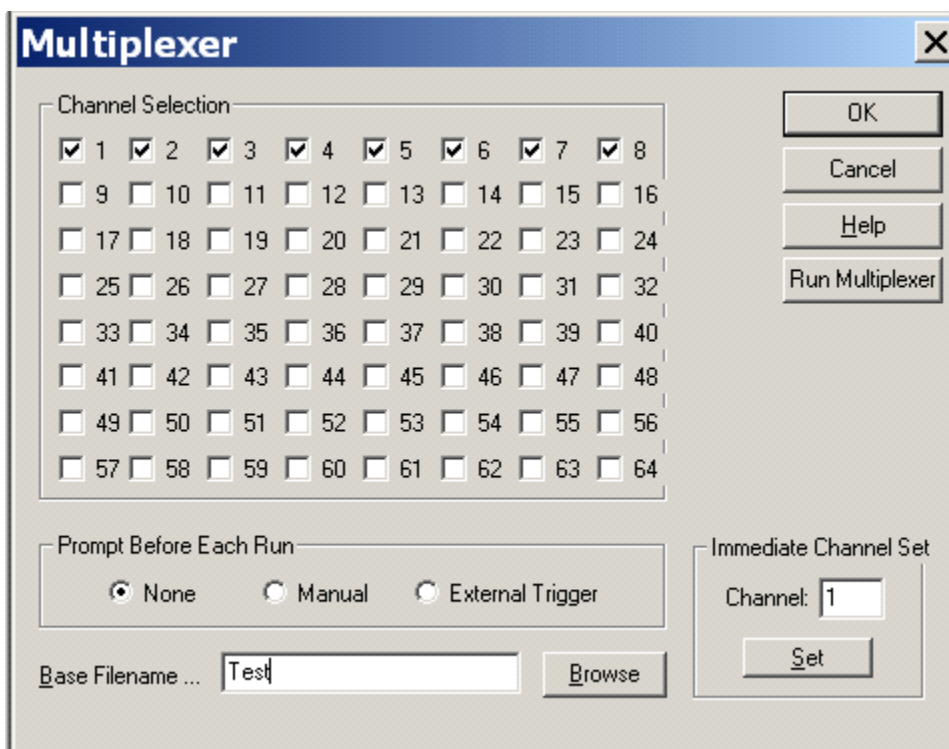 Multiplexer
Channel Selection
1 2 3 4 5 6 7 8
9 10 11 12 13 14 15 16
17 18 19 20 21 22 23 24
25 26 27 28 29 30 31 32
33 34 35 36 37 38 39 40
41 42 43 44 45 46 47 48
49 50 51 52 53 54 55 56
57 58 59 60 61 62 63 64
OK
Cancel
Help
Run Multiplexer
Prompt Before Each Run
None Manual External Trigger
Base Filename ... Test Browse
Immediate Channel Set
Channel: 1
Set